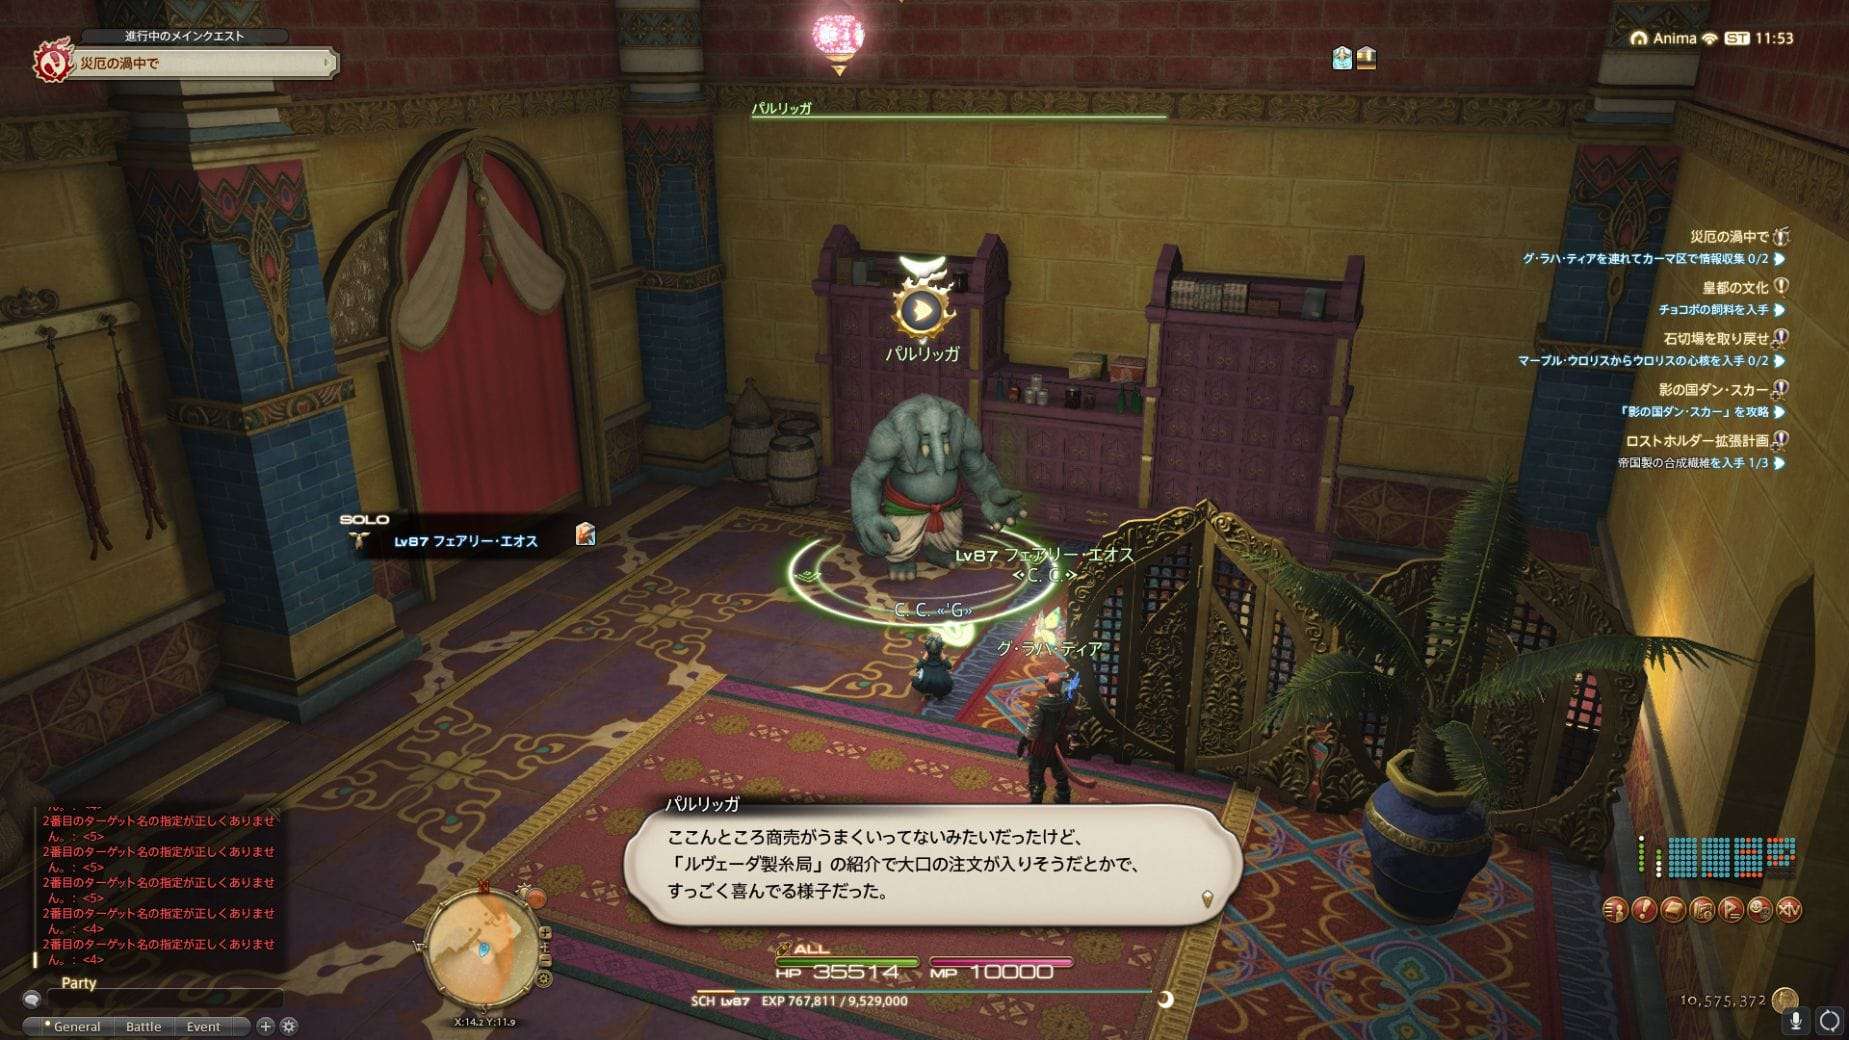 進行中のメインクエスト
災厄の渦中で
Anima ST 11:53
パルリッガ
災厄の渦中で
グ・ラハ・ティアを連れてカーマ区で情報収集 0/2
皇都の文化
チョコボの飼料を入手
石切場を取り戻せ
マーブル・ウロリスからウロリスの心核を入手 0/2
影の国ダン・スカー
「影の国ダン・スカー」を攻略
ロストホルダー拡張計画
帝国製の合成繊維を入手 1/3
パルリッガ
SOLO
Lv87 フェアリー・エオス
Lv87 フェアリー・エオス
«C. C.»
C. C. «'G»
グ・ラハ・ティア
パルリッガ
ここんところ商売がうまくいってないみたいだったけど、
「ルヴェーダ製糸局」の紹介で大口の注文が入りそうだとかで、
すっごく喜んでる様子だった。
ん。：<4>
2番目のターゲット名の指定が正しくありませ
ん。：<5>
2番目のターゲット名の指定が正しくありませ
ん。：<5>
2番目のターゲット名の指定が正しくありませ
ん。：<5>
2番目のターゲット名の指定が正しくありませ
ん。：<4>
2番目のターゲット名の指定が正しくありませ
ん。：<4>
Party
General Battle Event
X:14.2 Y:11.9
ALL
HP 35514 MP 10000
SCH Lv87 EXP 767,811 / 9,529,000
XIV
10,575,372